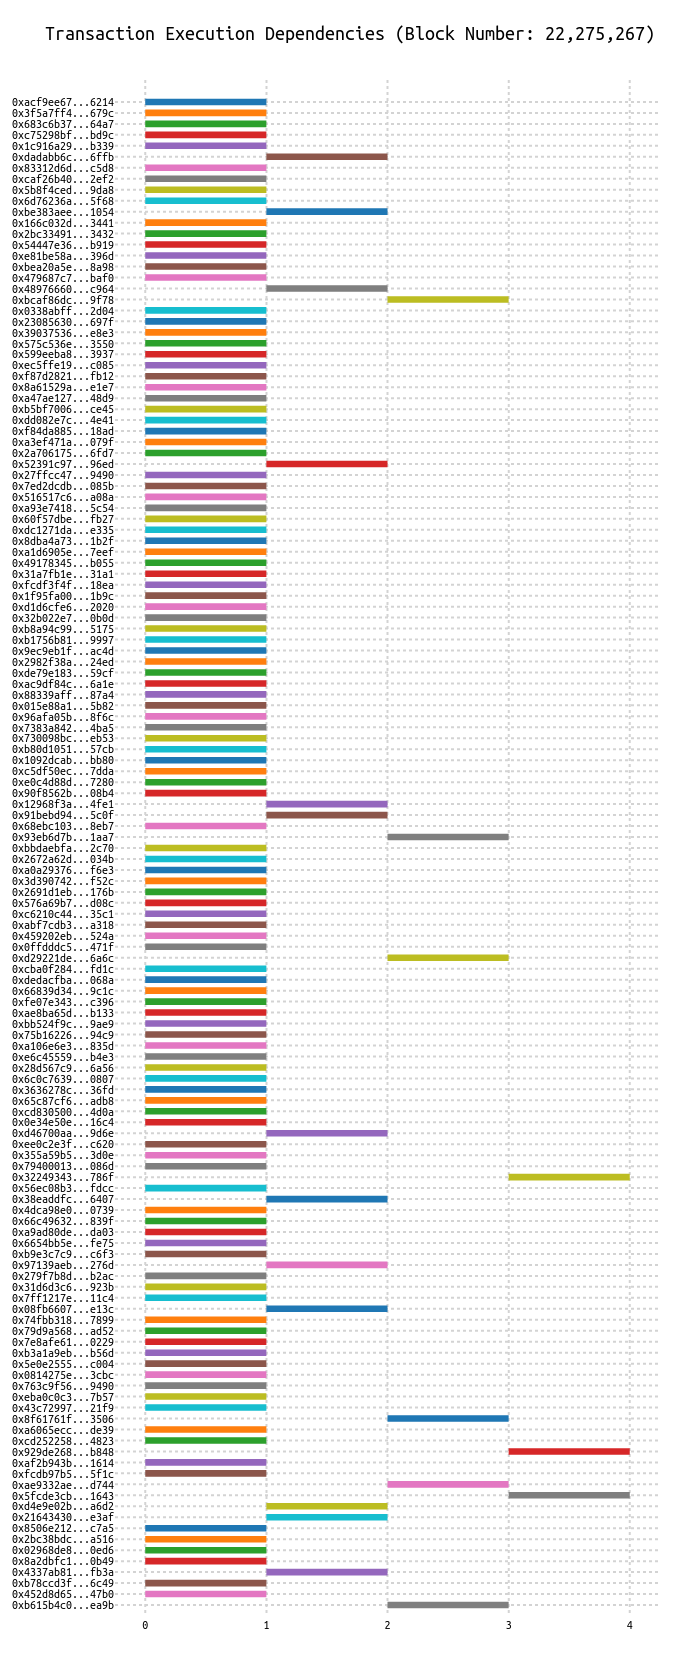 Transaction Execution Dependencies (Block Number: 22,275,267)
0xacf9ee67...6214
0x3f5a7ff4...679c
0x683c6b37...64a7
0xc75298bf...bd9c
0x1c916a29...b339
0xdadabb6c...6ffb
0x83312d6d...c5d8
0xcaf26b40...2ef2
0x5b8f4ced...9da8
0x6d76236a...5f68
0xbe383aee...1054
0x166c032d...3441
0x2bc33491...3432
0x54447e36...b919
0xe81be58a...396d
0xbea20a5e...8a98
0x479687c7...baf0
0x48976660...c964
0xbcaf86dc...9f78
0x0338abff...2d04
0x23085630...697f
0x39037536...e8e3
0x575c536e...3550
0x599eeba8...3937
0xec5ffe19...c085
0xf87d2821...fb12
0x8a61529a...e1e7
0xa47ae127...48d9
0xb5bf7006...ce45
0xdd082e7c...4e41
0xf84da885...18ad
0xa3ef471a...079f
0x2a706175...6fd7
0x52391c97...96ed
0x27ffcc47...9490
0x7ed2dcdb...085b
0x516517c6...a08a
0xa93e7418...5c54
0x60f57dbe...fb27
0xdc1271da...e335
0x8dba4a73...1b2f
0xa1d6905e...7eef
0x49178345...b055
0x31a7fb1e...31a1
0xfcdf3f4f...18ea
0x1f95fa00...1b9c
0xd1d6cfe6...2020
0x32b022e7...0b0d
0xb8a94c99...5175
0xb1756b81...9997
0x9ec9eb1f...ac4d
0x2982f38a...24ed
0xde79e183...59cf
0xac9df84c...6a1e
0x88339aff...87a4
0x015e88a1...5b82
0x96afa05b...8f6c
0x7383a842...4ba5
0x730098bc...eb53
0xb80d1051...57cb
0x1092dcab...bb80
0xc5df50ec...7dda
0xe0c4d88d...7280
0x90f8562b...08b4
0x12968f3a...4fe1
0x91bebd94...5c0f
0x68ebc103...8eb7
0x93eb6d7b...1aa7
0xbbdaebfa...2c70
0x2672a62d...034b
0xa0a29376...f6e3
0x3d390742...f52c
0x2691d1eb...176b
0x576a69b7...d08c
0xc6210c44...35c1
0xabf7cdb3...a318
0x459202eb...524a
0x0ffdddc5...471f
0xd29221de...6a6c
0xcba0f284...fd1c
0xdedacfba...068a
0x66839d34...9c1c
0xfe07e343...c396
0xae8ba65d...b133
0xbb524f9c...9ae9
0x75b16226...94c9
0xa106e6e3...835d
0xe6c45559...b4e3
0x28d567c9...6a56
0x6c0c7639...0807
0x3636278c...36fd
0x65c87cf6...adb8
0xcd830500...4d0a
0x0e34e50e...16c4
0xd46700aa...9d6e
0xee0c2e3f...c620
0x355a59b5...3d0e
0x79400013...086d
0x32249343...786f
0x56ec08b3...fdcc
0x38eaddfc...6407
0x4dca98e0...0739
0x66c49632...839f
0xa9ad80de...da03
0x6654bb5e...fe75
0xb9e3c7c9...c6f3
0x97139aeb...276d
0x279f7b8d...b2ac
0x31d6d3c6...923b
0x7ff1217e...11c4
0x08fb6607...e13c
0x74fbb318...7899
0x79d9a568...ad52
0x7e8afe61...0229
0xb3a1a9eb...b56d
0x5e0e2555...c004
0x0814275e...3cbc
0x763c9f56...9490
0xeba0c0c3...7b57
0x43c72997...21f9
0x8f61761f...3506
0xa6065ecc...de39
0xcd252258...4823
0x929de268...b848
0xaf2b943b...1614
0xfcdb97b5...5f1c
0xae9332ae...d744
0x5fcde3cb...1643
0xd4e9e02b...a6d2
0x21643430...e3af
0x8506e212...c7a5
0x2bc38bdc...a516
0x02968de8...0ed6
0x8a2dbfc1...0b49
0x4337ab81...fb3a
0xb78ccd3f...6c49
0x452d8d65...47b0
0xb615b4c0...ea9b
0 1 2 3 4